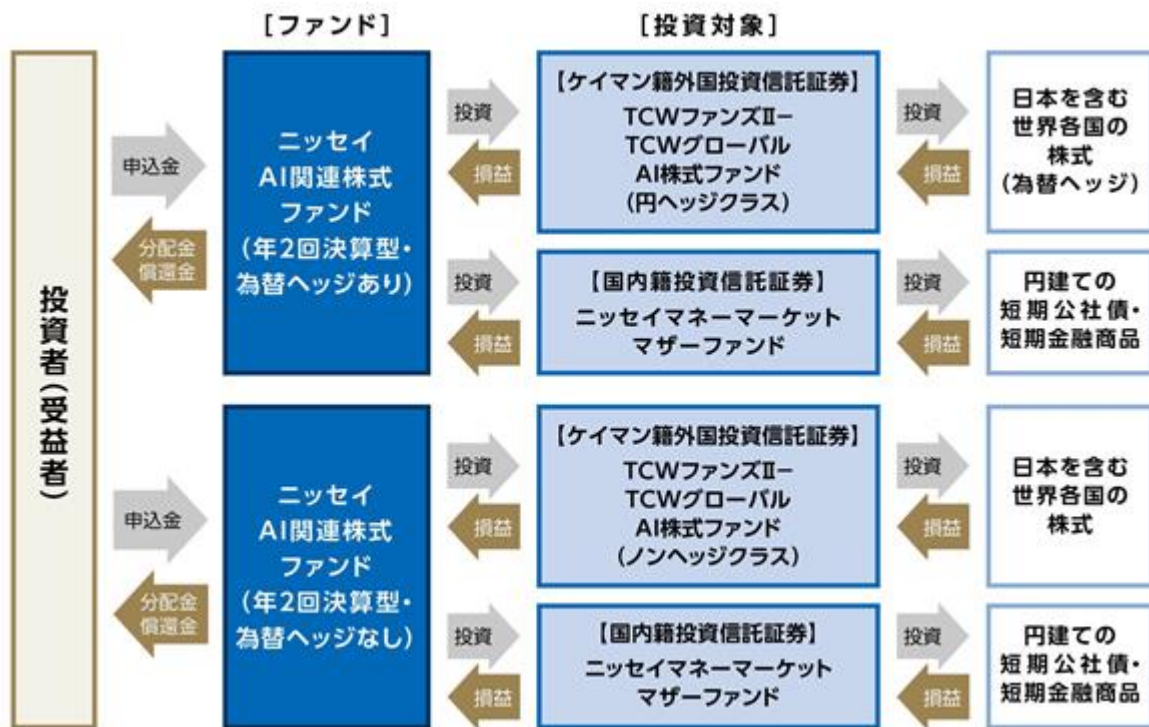 [ファンド]
[投資対象]
投資者(受益者)
申込金
分配金
償還金
ニッセイ
AI関連株式
ファンド
(年2回決算型・
為替ヘッジあり)
投資
損益
【ケイマン籍外国投資信託証券】
TCWファンズⅡー
TCWグローバル
AI株式ファンド
(円ヘッジクラス)
投資
損益
日本を含む
世界各国の
株式
(為替ヘッジ)
投資
損益
【国内籍投資信託証券】
ニッセイマネーマーケット
マザーファンド
投資
損益
円建ての
短期公社債・
短期金融商品
申込金
分配金
償還金
ニッセイ
AI関連株式
ファンド
(年2回決算型・
為替ヘッジなし)
投資
損益
【ケイマン籍外国投資信託証券】
TCWファンズⅡー
TCWグローバル
AI株式ファンド
(ノンヘッジクラス)
投資
損益
日本を含む
世界各国の
株式
投資
損益
【国内籍投資信託証券】
ニッセイマネーマーケット
マザーファンド
投資
損益
円建ての
短期公社債・
短期金融商品